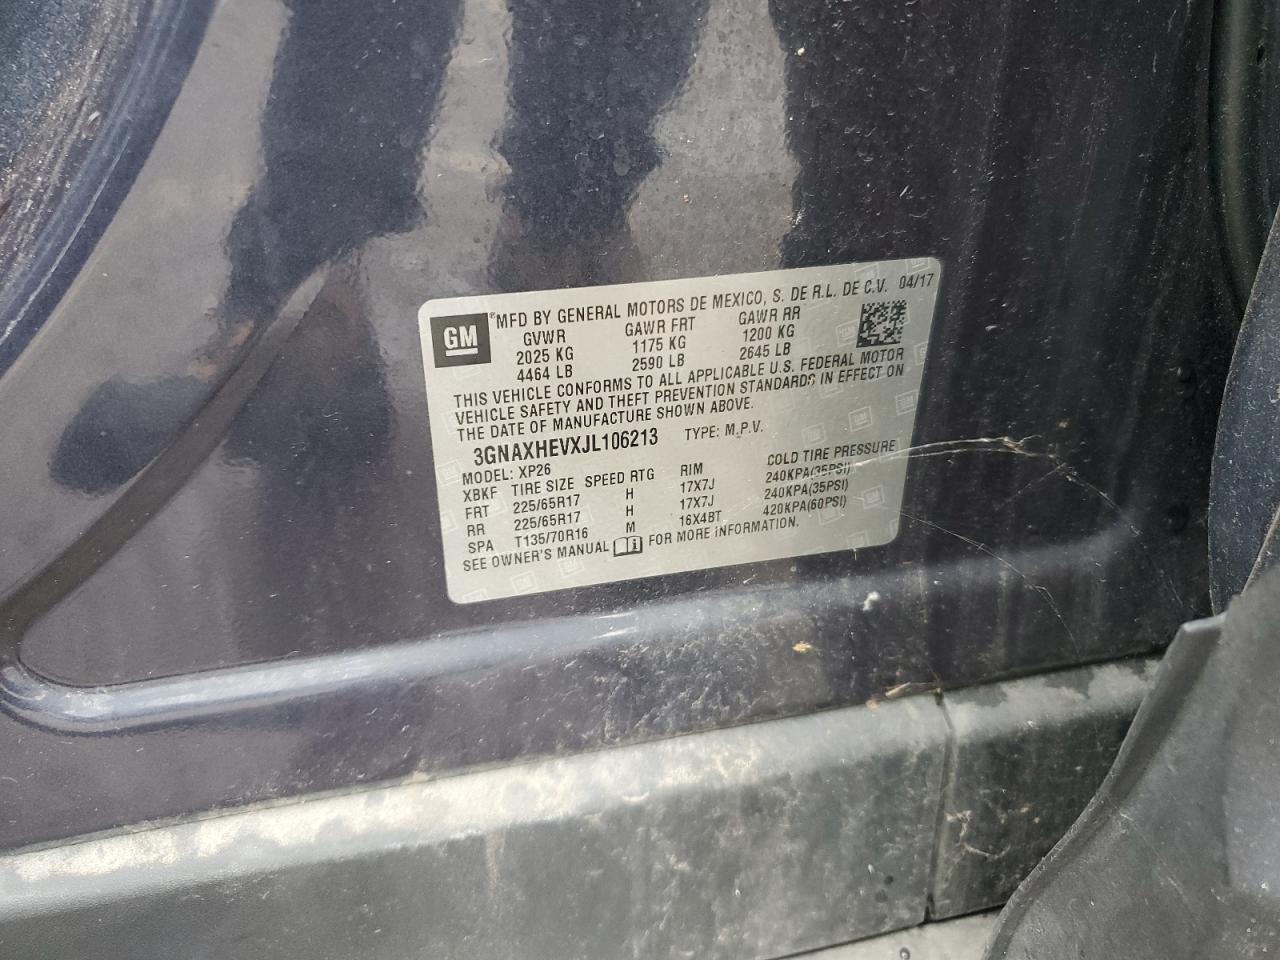 GM ® MFD BY GENERAL MOTORS DE MEXICO, S. DE R.L. DE C.V. 04/17
GVWR GAWR FRT GAWR RR
2025 KG 1175 KG 1200 KG
4464 LB 2590 LB 2645 LB
THIS VEHICLE CONFORMS TO ALL APPLICABLE U.S. FEDERAL MOTOR
VEHICLE SAFETY AND THEFT PREVENTION STANDARDS IN EFFECT ON
THE DATE OF MANUFACTURE SHOWN ABOVE.
3GNAXHEVXJL106213 TYPE: M.P.V.
MODEL: XP26
XBKF TIRE SIZE SPEED RTG RIM COLD TIRE PRESSURE
FRT 225/65R17 H 17X7J 240KPA(35PSI)
RR 225/65R17 H 17X7J 240KPA(35PSI)
SPA T135/70R16 M 16X4BT 420KPA(60PSI)
SEE OWNER'S MANUAL FOR MORE INFORMATION.